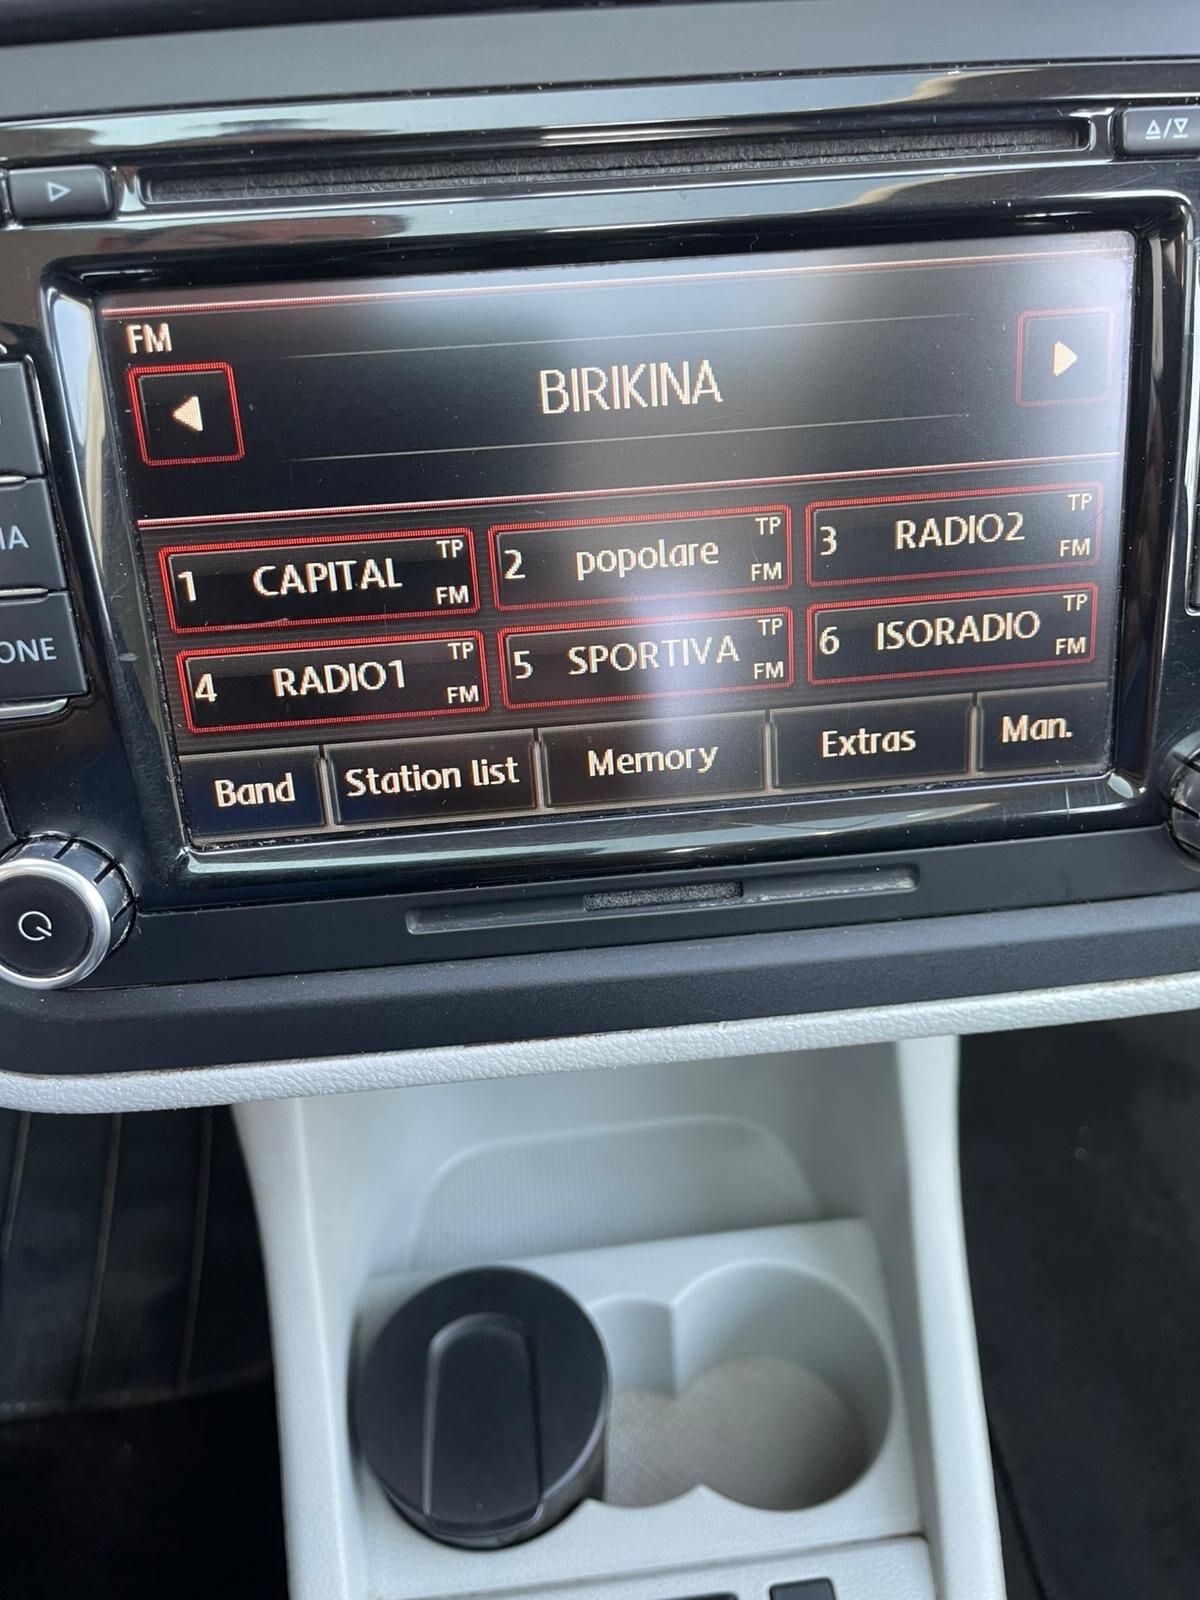 FM
BIRIKINA
1 CAPITAL TP FM
2 popolare TP FM
3 RADIO2 TP FM
4 RADIO1 TP FM
5 SPORTIVA TP FM
6 ISORADIO TP FM
Band
Station list
Memory
Extras
Man.